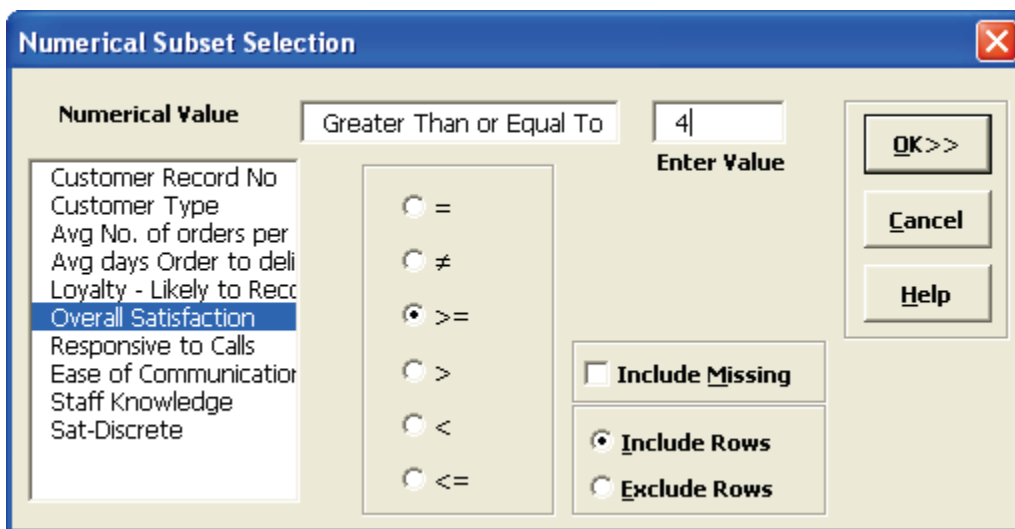 Numerical Subset Selection
Numerical Value
Greater Than or Equal To
4
Enter Value
Customer Record No
Customer Type
Avg No. of orders per
Avg days Order to deli
Loyalty - Likely to Reco
Overall Satisfaction
Responsive to Calls
Ease of Communication
Staff Knowledge
Sat-Discrete
=
≠
>=
>
<
<=
Include Missing
Include Rows
Exclude Rows
OK>>
Cancel
Help